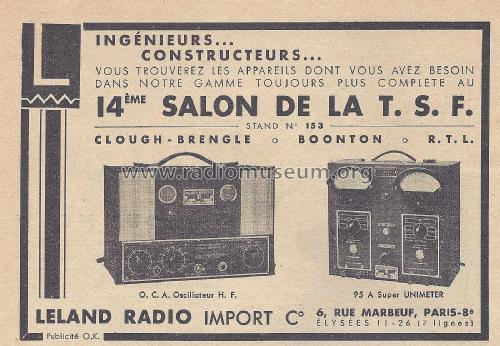 INGÉNIEURS...
CONSTRUCTEURS...
VOUS TROUVEREZ LES APPAREILS DONT VOUS AVEZ BESOIN
DANS NOTRE GAMME TOUJOURS PLUS COMPLÈTE AU
14ÈME SALON DE LA T. S. F.
STAND N° 153
CLOUGH-BRENGLE o BOONTON o R.T.L.
www.radiomuseum.org
O. C. A. Oscillateur H. F.
95 A Super UNIMETER
LELAND RADIO IMPORT C°
6, RUE MARBEUF, PARIS-8e
ÉLYSÉES 11-26 (7 lignes)
Publicité O.K.